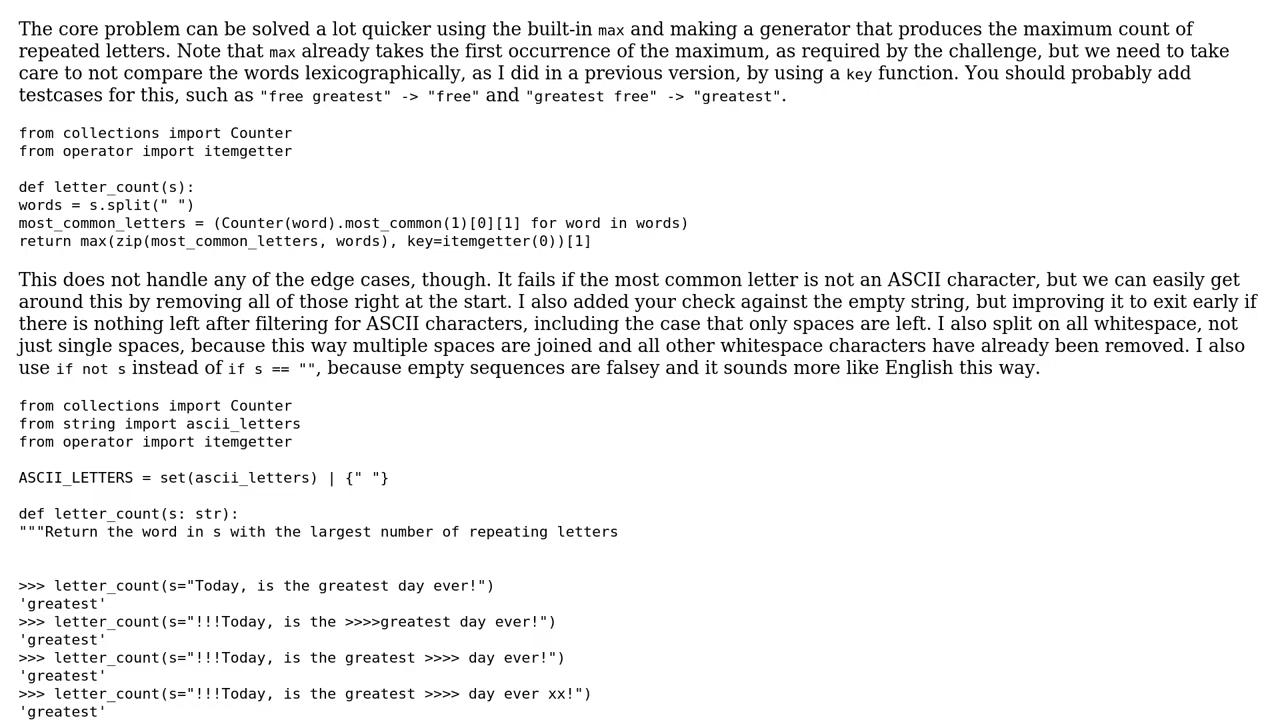 The core problem can be solved a lot quicker using the built-in max and making a generator that produces the maximum count of
repeated letters. Note that max already takes the first occurrence of the maximum, as required by the challenge, but we need to take
care to not compare the words lexicographically, as I did in a previous version, by using a key function. You should probably add
testcases for this, such as "free greatest" -> "free" and "greatest free" -> "greatest".
from collections import Counter
from operator import itemgetter
def letter_count(s):
words = s.split(" ")
most_common_letters = (Counter(word).most_common(1)[0][1] for word in words)
return max(zip(most_common_letters, words), key=itemgetter(0))[1]
This does not handle any of the edge cases, though. It fails if the most common letter is not an ASCII character, but we can easily get
around this by removing all of those right at the start. I also added your check against the empty string, but improving it to exit early if
there is nothing left after filtering for ASCII characters, including the case that only spaces are left. I also split on all whitespace, not
just single spaces, because this way multiple spaces are joined and all other whitespace characters have already been removed. I also
use if not s instead of if s == "", because empty sequences are falsey and it sounds more like English this way.
from collections import Counter
from string import ascii_letters
from operator import itemgetter
ASCII_LETTERS = set(ascii_letters) | {" "}
def letter_count(s: str):
"""Return the word in s with the largest number of repeating letters
>>> letter_count(s="Today, is the greatest day ever!")
'greatest'
>>> letter_count(s="!!!Today, is the >>>>greatest day ever!")
'greatest'
>>> letter_count(s="!!!Today, is the greatest >>>> day ever!")
'greatest'
>>> letter_count(s="!!!Today, is the greatest >>>> day ever xx!")
'greatest'